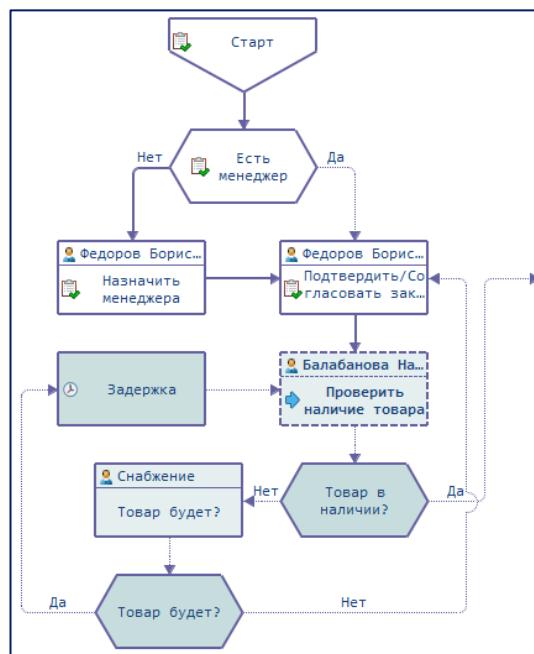 Старт
Нет
Есть
менеджер
Да
Федоров Борис...
Назначить
менеджера
Федоров Борис...
Подтвердить/Со
гласовать зак...
Задержка
Балабанова На...
Проверить
наличие товара
Снабжение
Товар будет?
Нет
Товар в
наличии?
Да
Да
Товар будет?
Нет